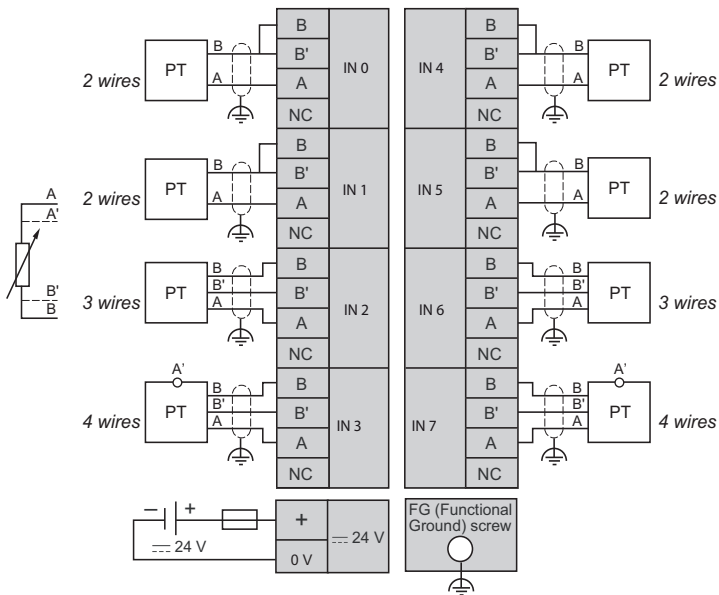 A
A'
B'
B
2 wires
PT
B
A
B
B'
A
NC
IN 0
2 wires
PT
B
A
B
B'
A
NC
IN 1
3 wires
PT
B
B'
A
B
B'
A
NC
IN 2
4 wires
A'
PT
B
B'
A
B
B'
A
NC
IN 3
IN 4
B
B'
A
NC
B
A
PT
2 wires
IN 5
B
B'
A
NC
B
A
PT
2 wires
IN 6
B
B'
A
NC
B
B'
A
PT
3 wires
IN 7
B
B'
A
NC
B
B'
A
A'
PT
4 wires
– +
24 V
+
0 V
24 V
FG (Functional
Ground) screw